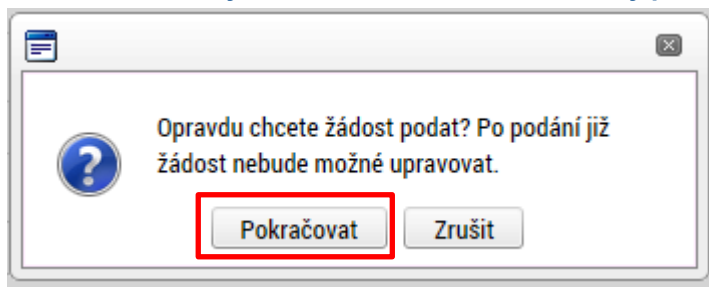 Opravdu chcete žádost podat? Po podání již
žádost nebude možné upravovat.
Pokračovat Zrušit